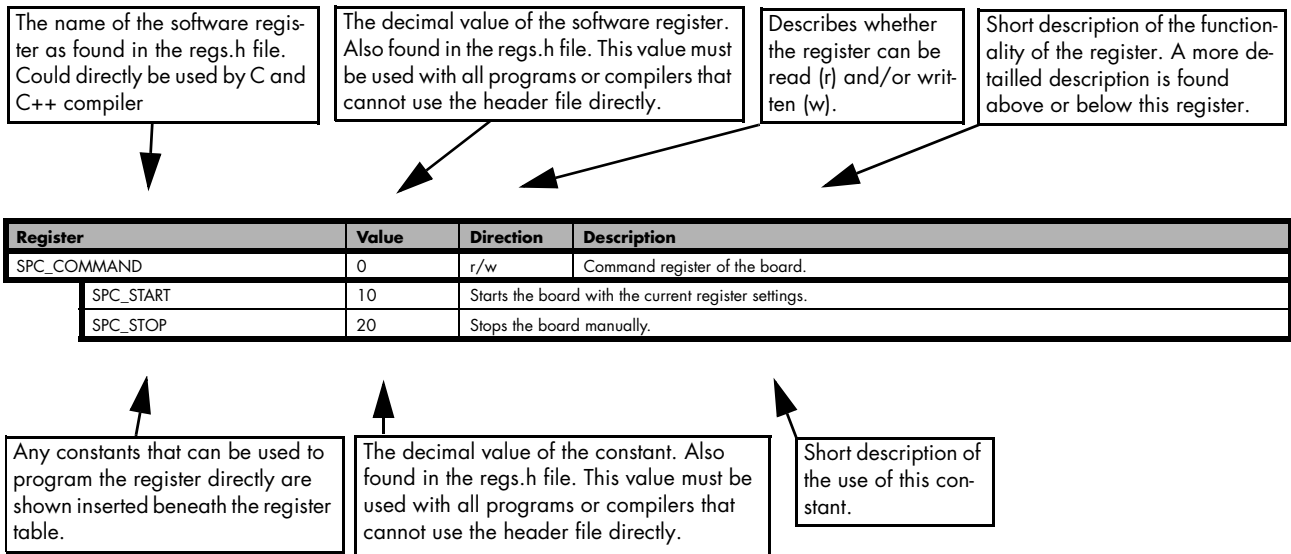 The name of the software regis-
ter as found in the regs.h file.
Could directly be used by C and
C++ compiler
The decimal value of the software register.
Also found in the regs.h file. This value must
be used with all programs or compilers that
cannot use the header file directly.
Describes whether
the register can be
read (r) and/or writ-
ten (w).
Short description of the function-
ality of the register. A more de-
tailled description is found
above or below this register.
Register Value Direction Description
SPC_COMMAND 0 r/w Command register of the board.
SPC_START 10 Starts the board with the current register settings.
SPC_STOP 20 Stops the board manually.
Any constants that can be used to
program the register directly are
shown inserted beneath the register
table.
The decimal value of the constant. Also
found in the regs.h file. This value must be
used with all programs or compilers that
cannot use the header file directly.
Short description of
the use of this con-
stant.